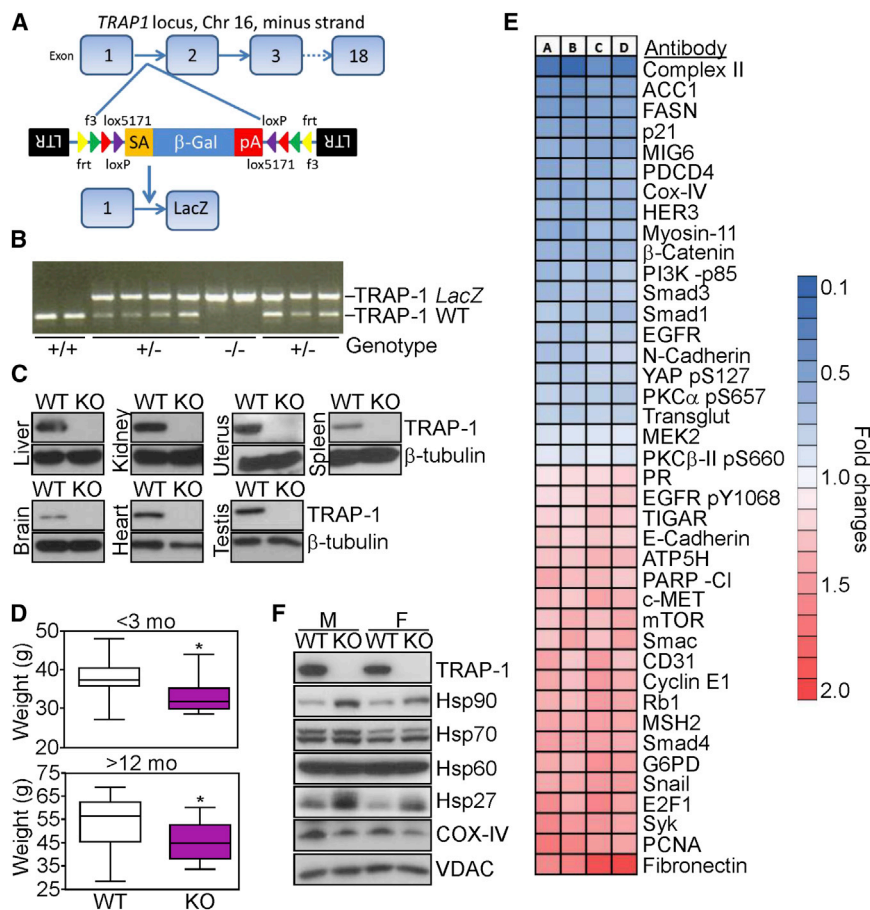 A
TRAP1 locus, Chr 16, minus strand
Exon
1
2
3
18
f3 lox5171
loxP
LTR
SA
β-Gal
pA
LTR
frt
loxP
lox5171
frt
f3
1
LacZ
B
TRAP-1 LacZ
TRAP-1 WT
+/+
+/-
-/-
+/-
Genotype
C
WT KO
WT KO
WT KO
WT KO
Liver
Kidney
Uterus
Spleen
TRAP-1
β-tubulin
Brain
Heart
Testis
TRAP-1
β-tubulin
D
<3 mo
Weight (g)
50
40
30
20
*
>12 mo
Weight (g)
75
65
55
45
35
25
*
WT
KO
F
M
F
WT KO WT KO
TRAP-1
Hsp90
Hsp70
Hsp60
Hsp27
COX-IV
VDAC
E
A B C D
Antibody
Complex II
ACC1
FASN
p21
MIG6
PDCD4
Cox-IV
HER3
Myosin-11
β-Catenin
PI3K -p85
Smad3
Smad1
EGFR
N-Cadherin
YAP pS127
PKCα pS657
Transglut
MEK2
PKCβ-II pS660
PR
EGFR pY1068
TIGAR
E-Cadherin
ATP5H
PARP -Cl
c-MET
mTOR
Smac
CD31
Cyclin E1
Rb1
MSH2
Smad4
G6PD
Snail
E2F1
Syk
PCNA
Fibronectin
0.1
0.5
1.0
1.5
2.0
Fold changes